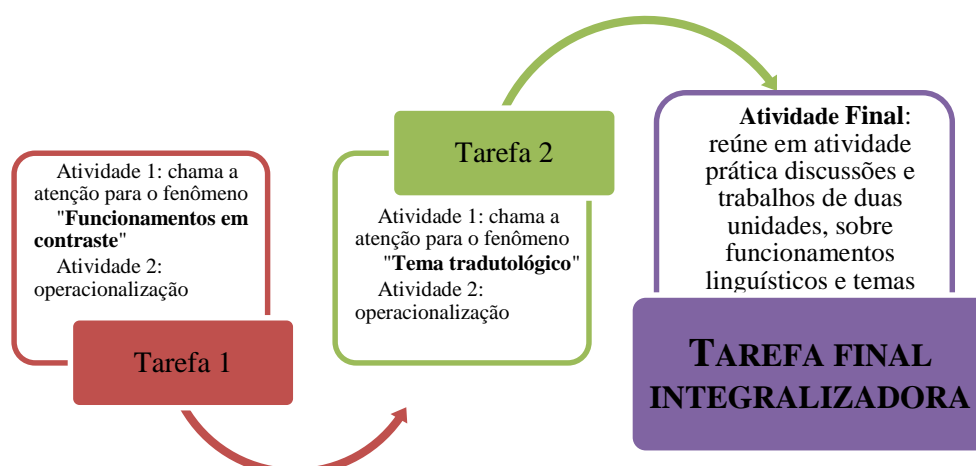 Atividade 1: chama a
atenção para o fenômeno
"Funcionamentos em
contraste"
Atividade 2:
operacionalização
Tarefa 1
Tarefa 2
Atividade 1: chama a
atenção para o fenômeno
"Tema tradutológico"
Atividade 2:
operacionalização
Atividade Final:
reúne em atividade
prática discussões e
trabalhos de duas
unidades, sobre
funcionamentos
linguísticos e temas
TAREFA FINAL
INTEGRALIZADORA